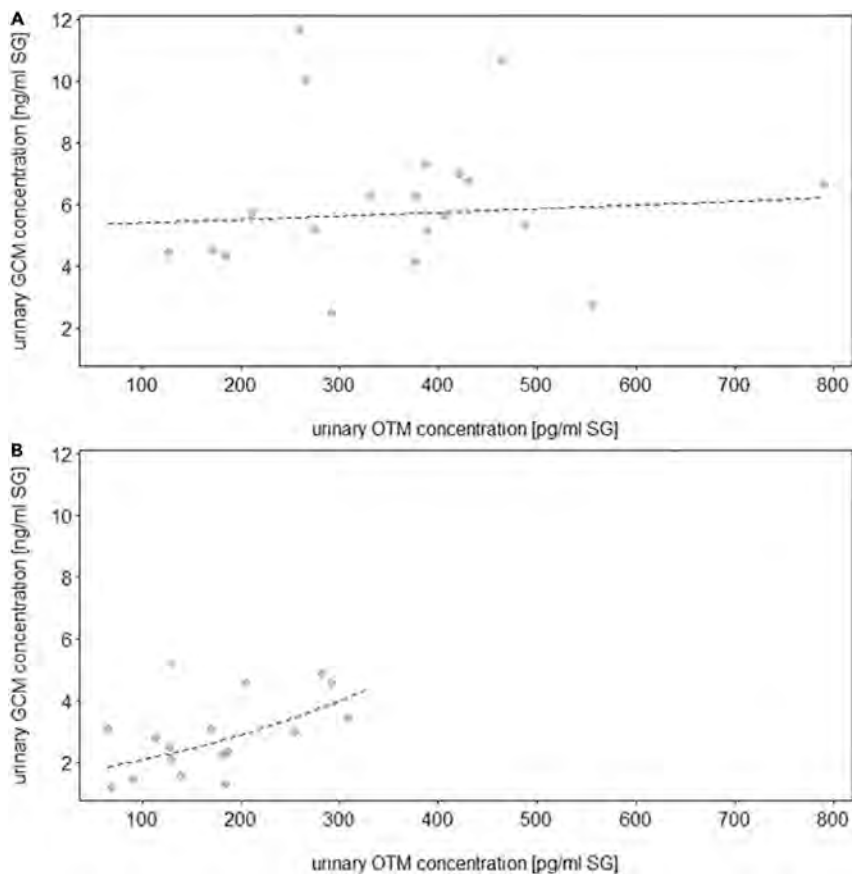 A
urinary GCM concentration [ng/ml SG]
12
10
8
6
4
2
100 200 300 400 500 600 700 800
urinary OTM concentration [pg/ml SG]
B
urinary GCM concentration [ng/ml SG]
12
10
8
6
4
2
100 200 300 400 500 600 700 800
urinary OTM concentration [pg/ml SG]